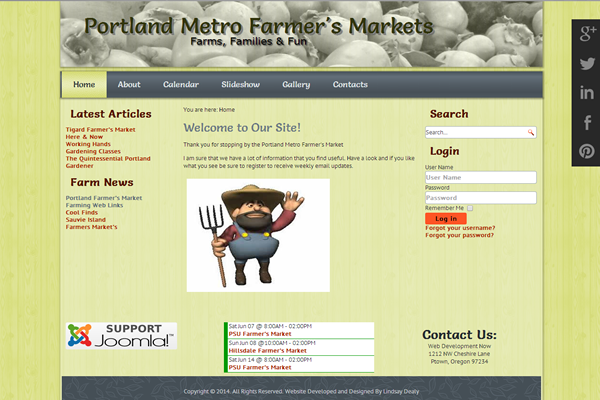 Portland Metro Farmer's Markets
Farms, Families & Fun
Home About Calendar Slideshow Gallery Contacts
Latest Articles
Tigard Farmer's Market
Here & Now
Working Hands
Gardening Classes
The Quintessential Portland
Gardener
Farm News
Portland Farmer's Market
Farming Web Links
Cool Finds
Sauvie Island
Farmers Market's
You are here: Home
Welcome to Our Site!
Thank you for stopping by the Portland Metro Farmer's Market
I am sure that we have a lot of information that you find useful. Have a look and if you like
what you see be sure to register to receive weekly email updates.
Search
Search...
Login
User Name
User Name
Password
Password
Remember Me
Log in
Forgot your username?
Forgot your password?
SUPPORT
Joomla!™
Sat Jun 07 @ 8:00AM - 02:00PM
PSU Farmer's Market
Sun Jun 08 @10:00AM - 02:00PM
Hillsdale Farmer's Market
Sat Jun 14 @ 8:00AM - 02:00PM
PSU Farmer's Market
Contact Us:
Web Development Now
1212 NW Cheshire Lane
Ptown, Oregon 97234
Copyright © 2014. All Rights Reserved. Website Developed and Designed By Lindsay Dealy
g+
in
f